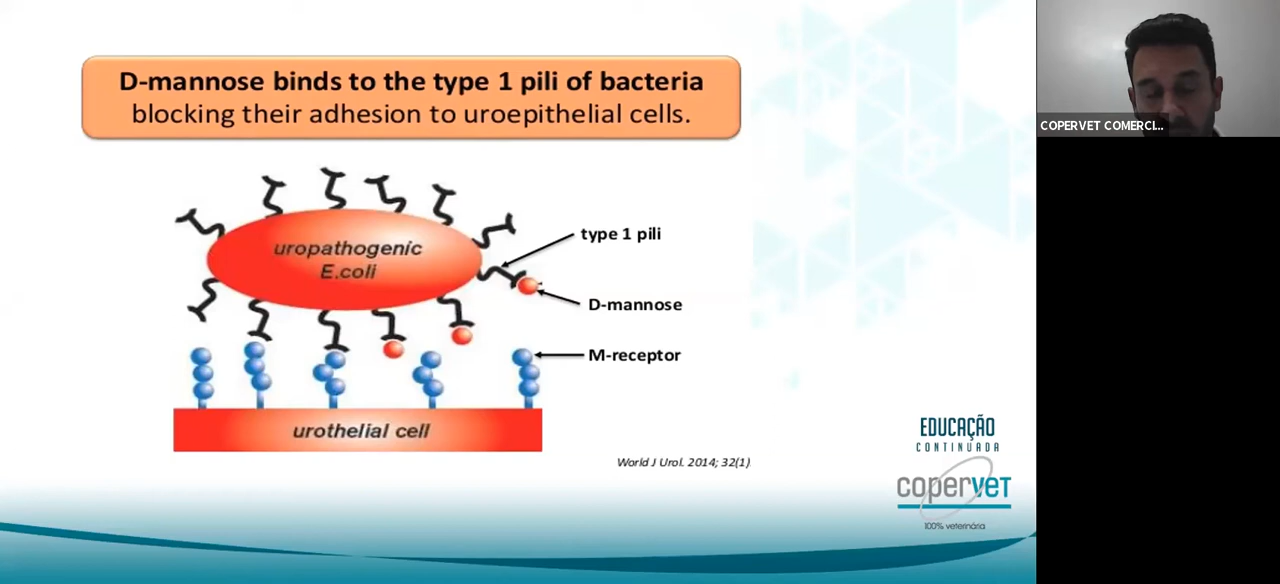 D-mannose binds to the type 1 pili of bacteria
blocking their adhesion to uroepithelial cells.
uropathogenic
E.coli
type 1 pili
D-mannose
M-receptor
urothelial cell
World J Urol. 2014; 32(1)
EDUCAÇÃO
CONTINUADA
copervet
100% veterinária
COPERVET COMERCI...